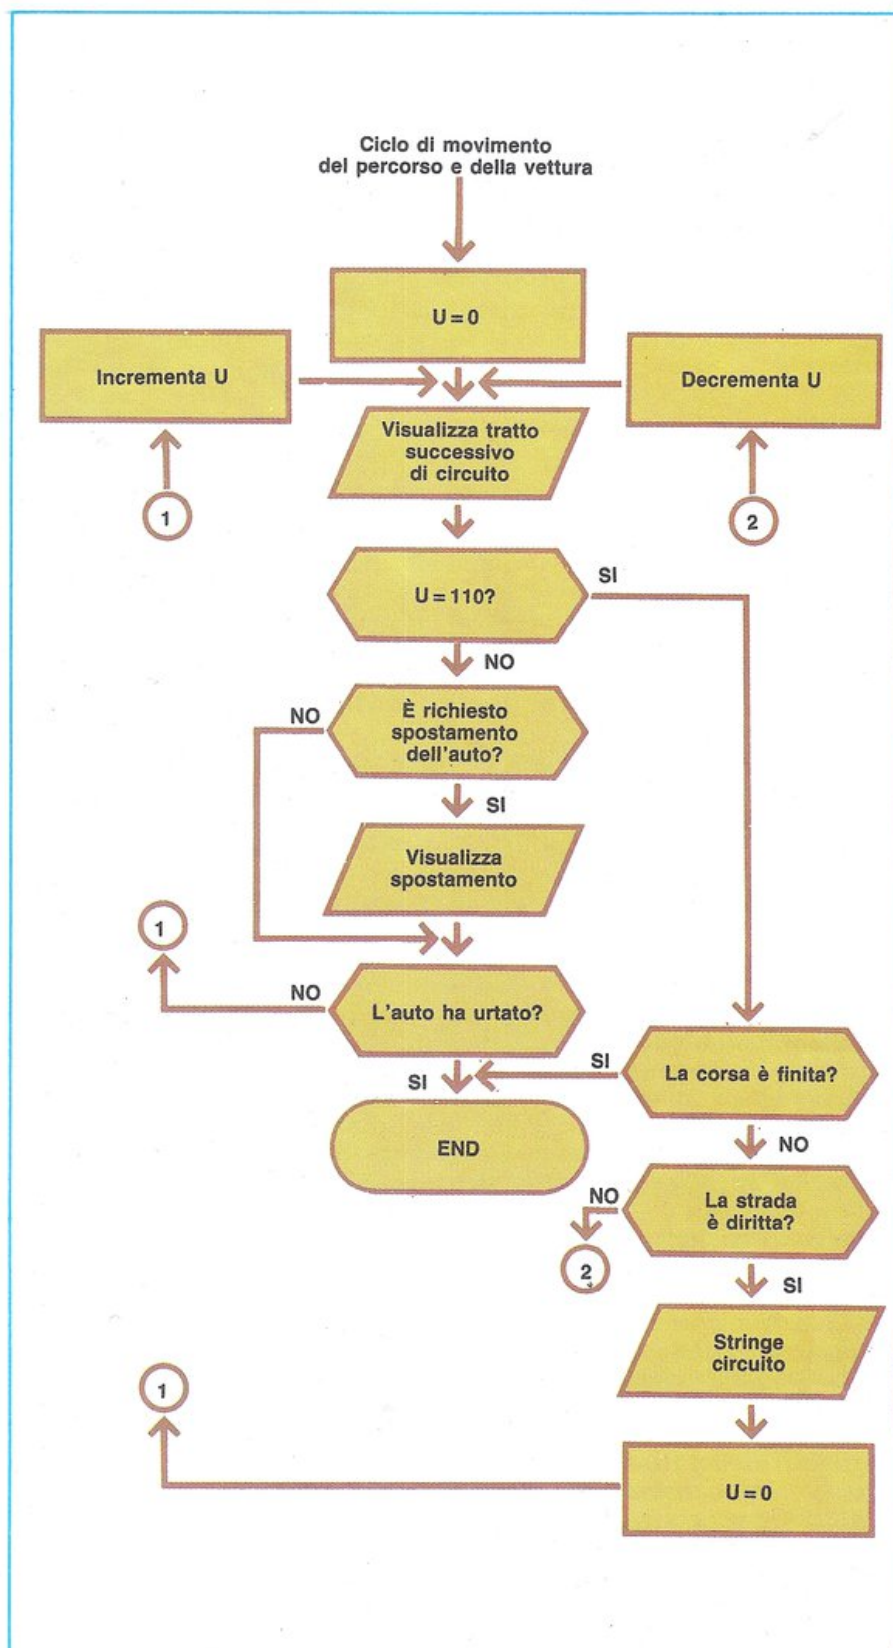 Ciclo di movimento
del percorso e della vettura
U = 0
Incrementa U
Decrementa U
Visualizza tratto
successivo
di circuito
1
2
U = 110?
SI
NO
È richiesto
spostamento
dell'auto?
NO
SI
Visualizza
spostamento
1
NO
L'auto ha urtato?
SI
SI
La corsa è finita?
END
NO
NO
La strada
è diritta?
2
SI
Stringe
circuito
1
U = 0